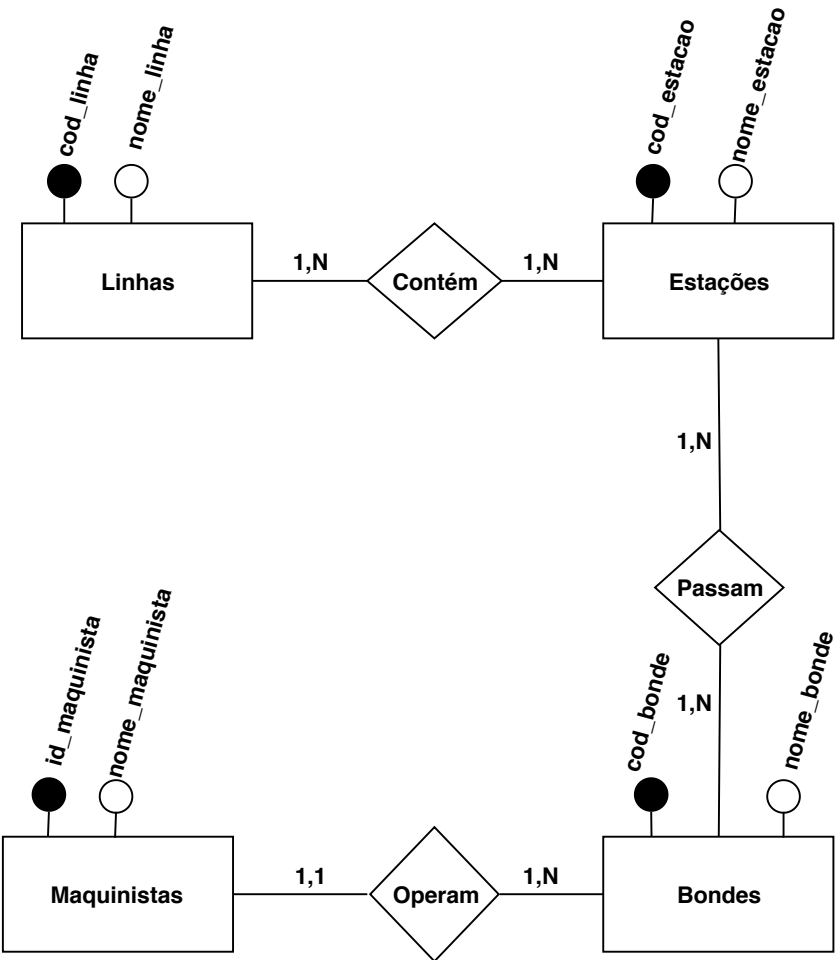 cod_linha
nome_linha
cod_estacao
nome_estacao
Linhas
1,N
Contém
1,N
Estações
1,N
Passam
1,N
id_maquinista
nome_maquinista
cod_bonde
nome_bonde
Maquinistas
1,1
Operam
1,N
Bondes